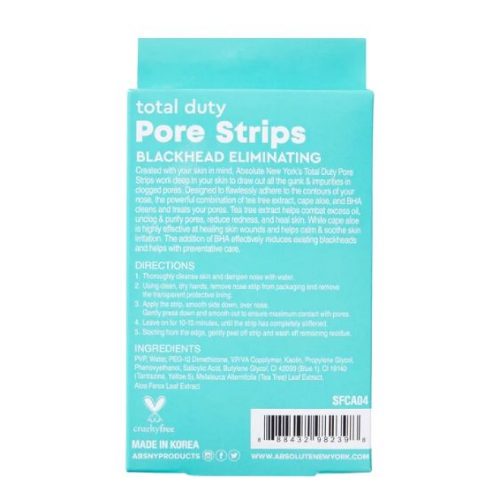 total duty
Pore Strips
BLACKHEAD ELIMINATING
Created with your skin in mind, Absolute New York's Total Duty Pore
Strips work deep in your skin to draw out all the gunk & impurities in
clogged pores. Designed to flawlessly adhere to the contours of your
nose, the powerful combination of tea tree extract, cape aloe, and BHA
cleans and treats your pores. Tea tree extract helps combat excess oil,
unclog & purify pores, reduce redness, and heal skin. While cape aloe
is highly effective at healing skin wounds and helps calm & soothe skin
irritation. The addition of BHA effectively reduces existing blackheads
and helps with preventative care.
DIRECTIONS
1. Thoroughly cleanse skin and dampen nose with water.
2. Using clean, dry hands, remove nose strip from packaging and remove
the transparent protective lining.
3. Apply the strip, smooth side down, over nose.
Gently press down and smooth out to ensure maximum contact with pores.
4. Leave on for 10-15 minutes, until the strip has completely stiffened.
5. Starting from the edge, gently peel off strip and wash off remaining residue.
INGREDIENTS
PVP, Water, PEG-12 Dimethicone, VP/VA Copolymer, Kaolin, Propylene Glycol,
Phenoxyethanol, Salicylic Acid, Butylene Glycol, CI 42090 (Blue 1), CI 19140
(Tartrazine, Yellow 5), Melaleuca Alternifolia (Tea Tree) Leaf Extract,
Aloe Ferox Leaf Extract
crueltyfree
SFCA04
8 88432 98239 8
MADE IN KOREA
ABSNYPRODUCTS
WWW.ABSOLUTENEWYORK.COM